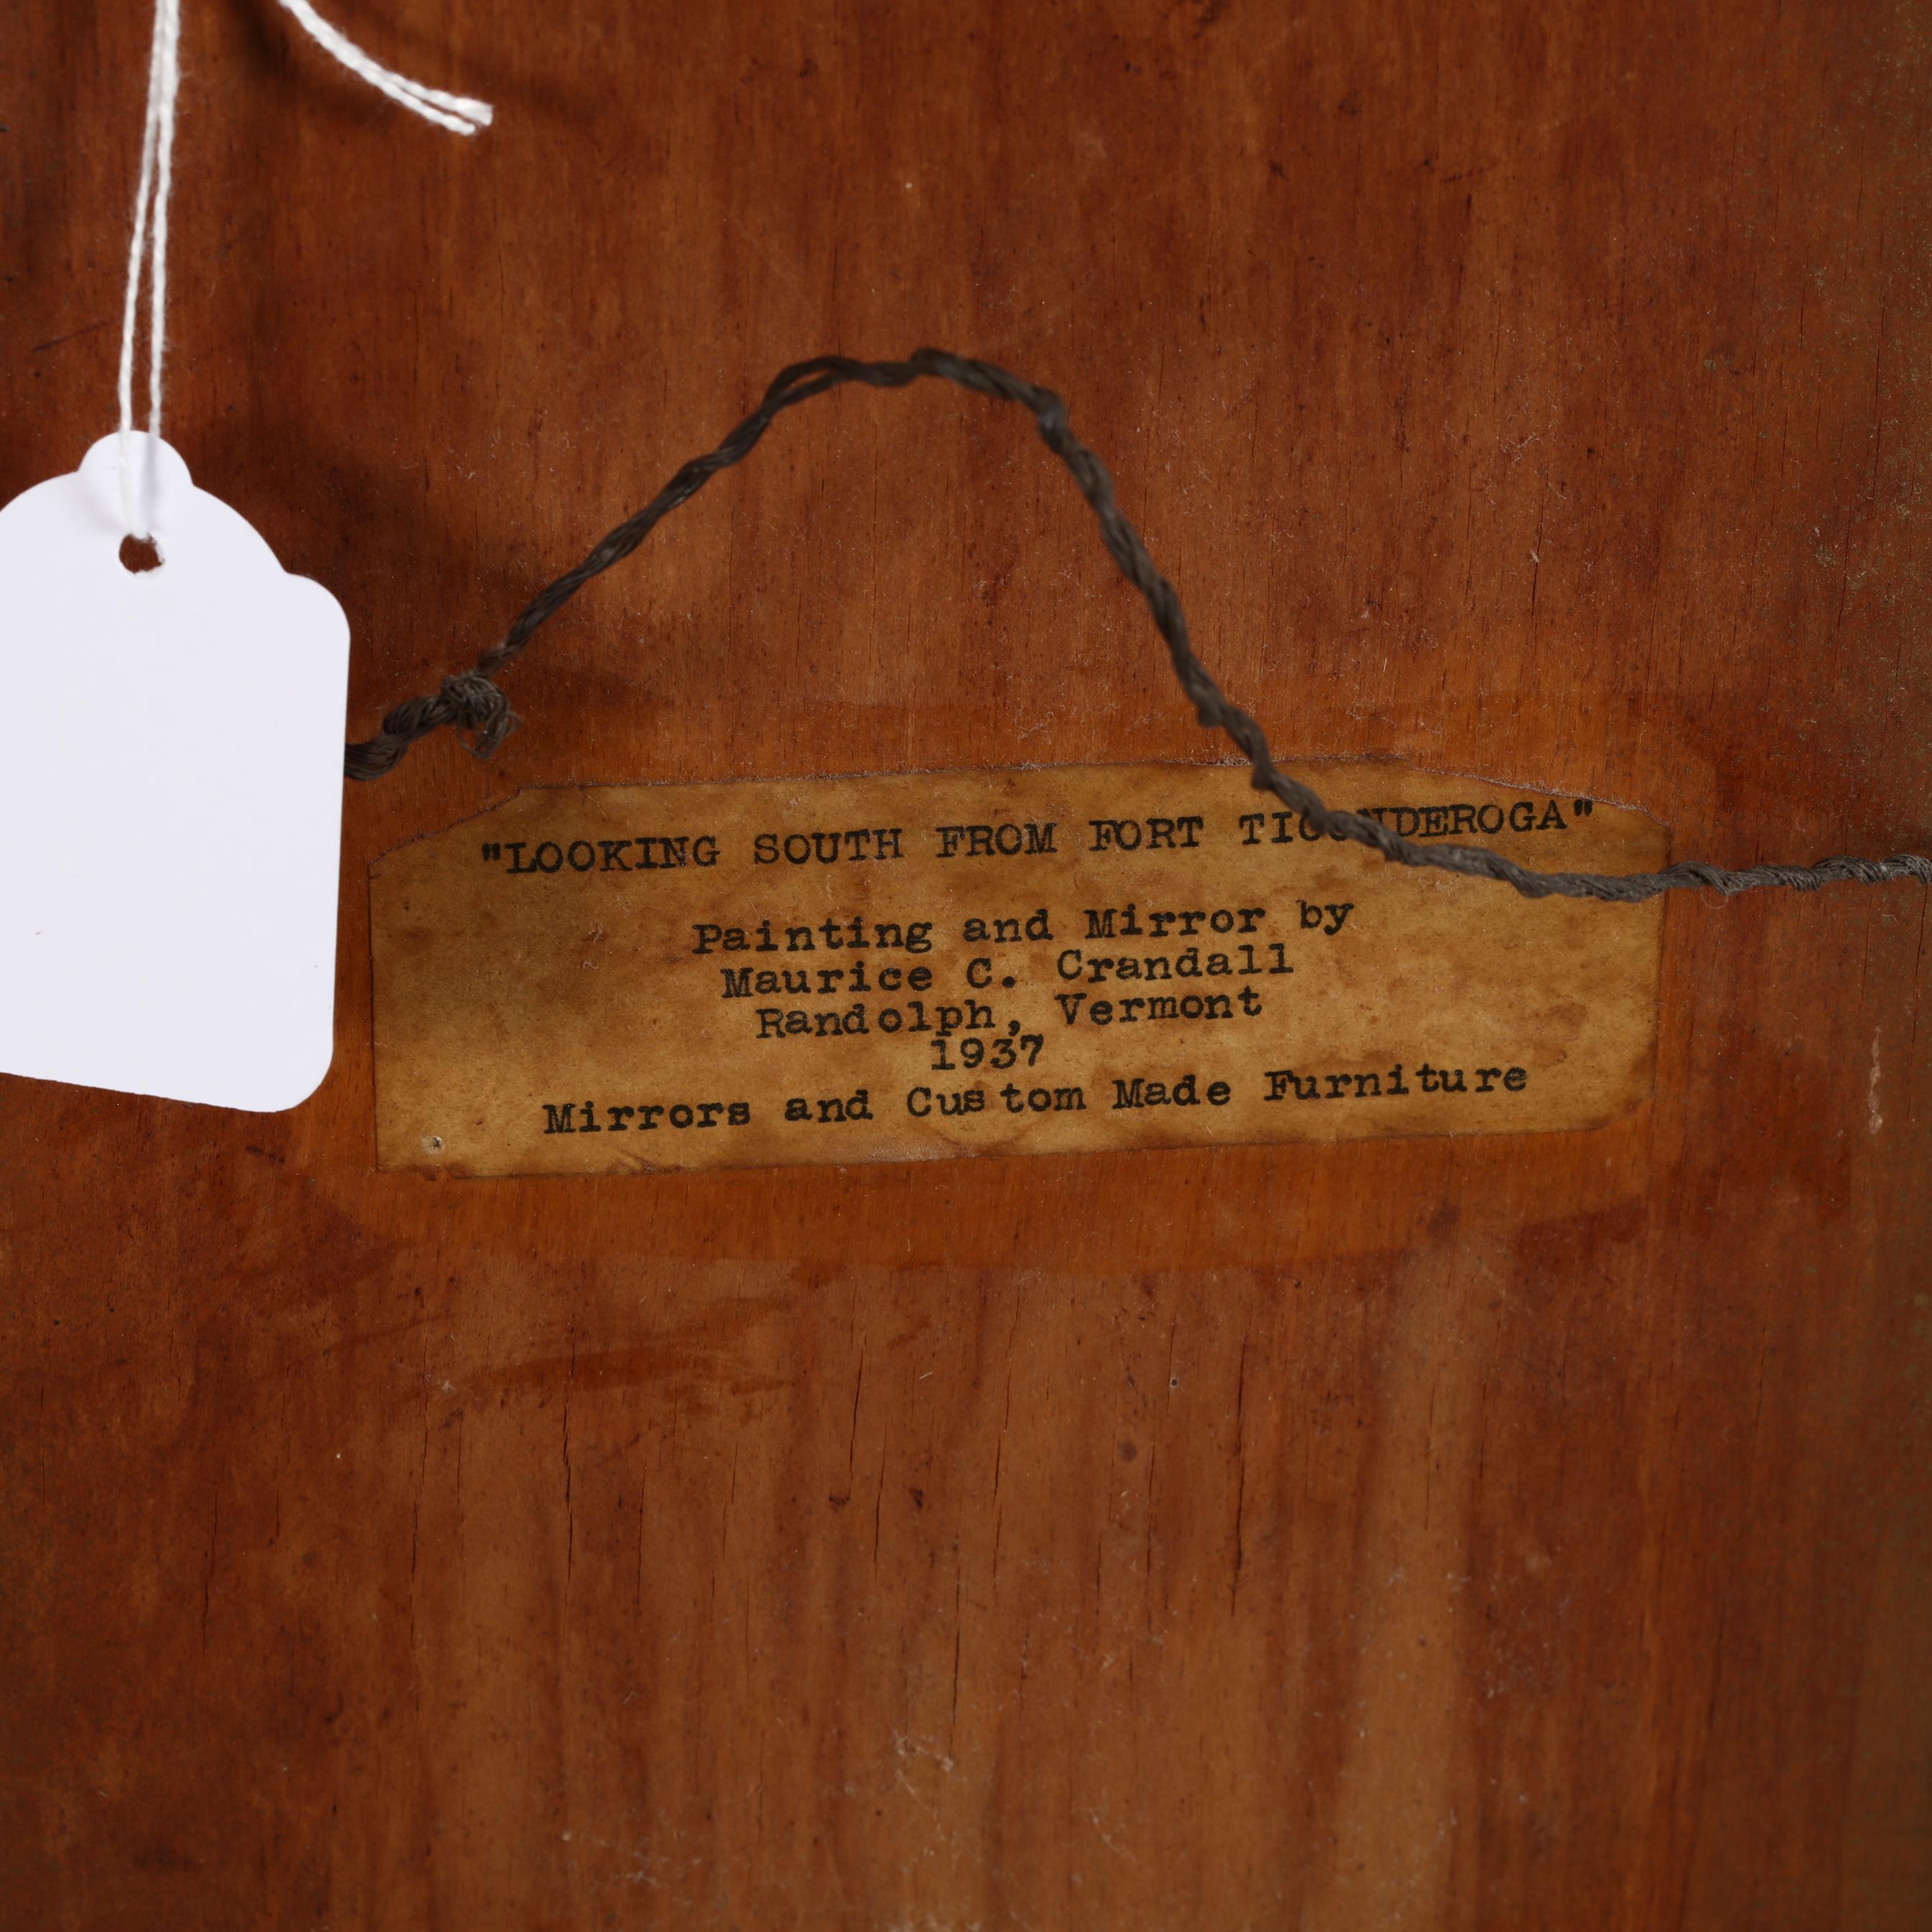 "LOOKING SOUTH FROM FORT TICONDEROGA"
Painting and Mirror by
Maurice C. Crandall
Randolph, Vermont
1937
Mirrors and Custom Made Furniture